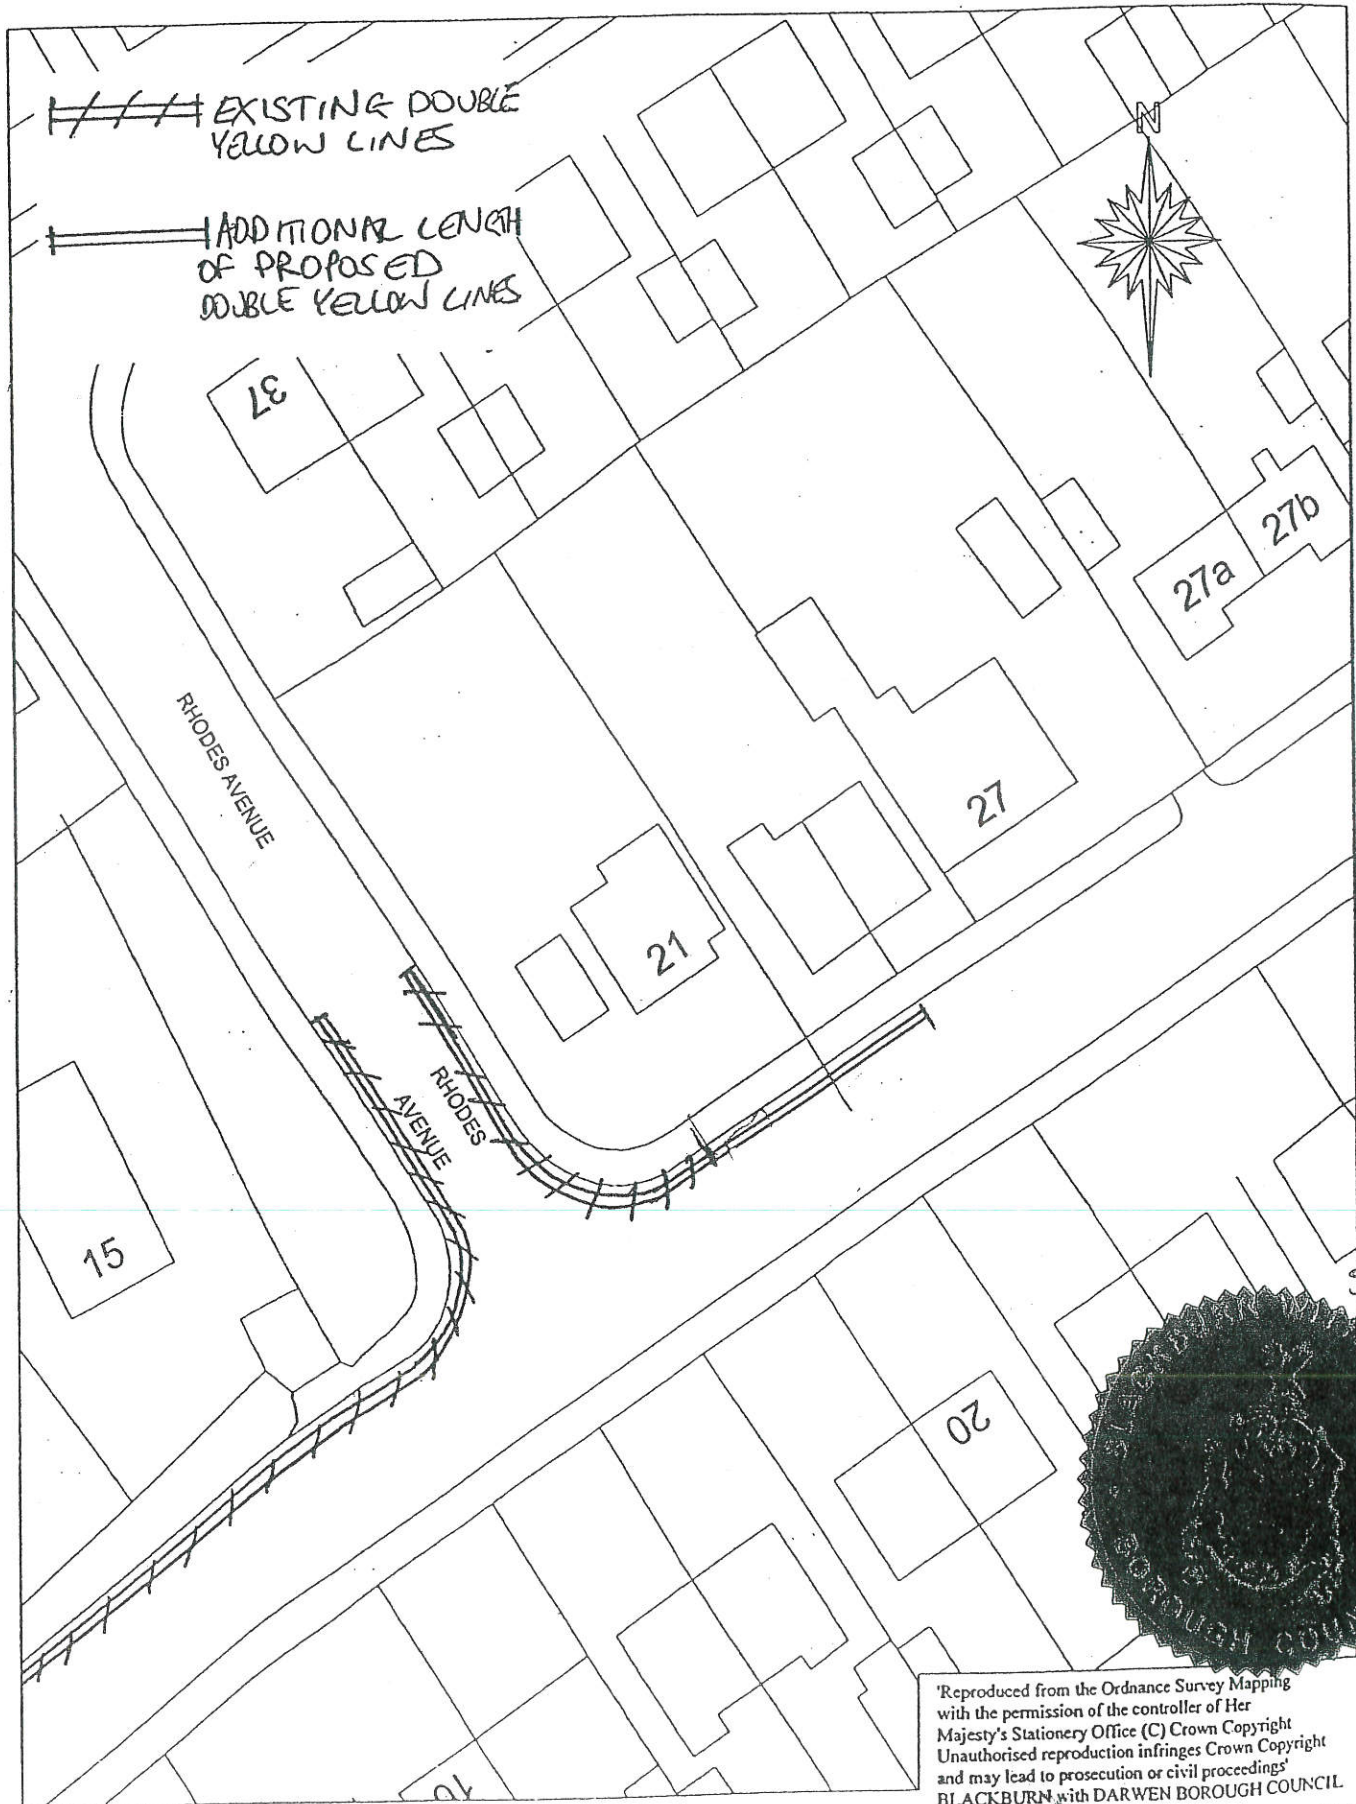 EXISTING DOUBLE
YELLOW LINES
ADDITIONAL LENGTH
OF PROPOSED
DOUBLE YELLOW LINES
N
37
27b
27a
RHODES AVENUE
27
21
RHODES
AVENUE
15
20
BOROUGH
10
'Reproduced from the Ordnance Survey Mapping
with the permission of the controller of Her
Majesty's Stationery Office (C) Crown Copyright
Unauthorised reproduction infringes Crown Copyright
and may lead to prosecution or civil proceedings'
BLACKBURN with DARWEN BOROUGH COUNCIL